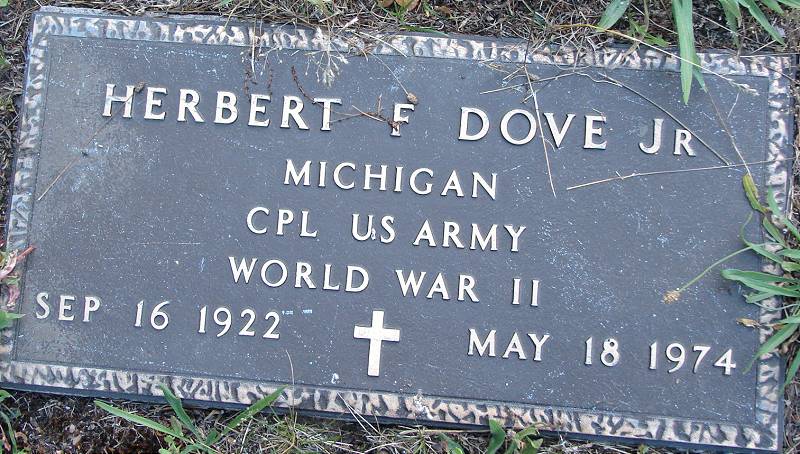 HERBERT F DOVE JR
MICHIGAN
CPL US ARMY
WORLD WAR II
SEP 16 1922 MAY 18 1974